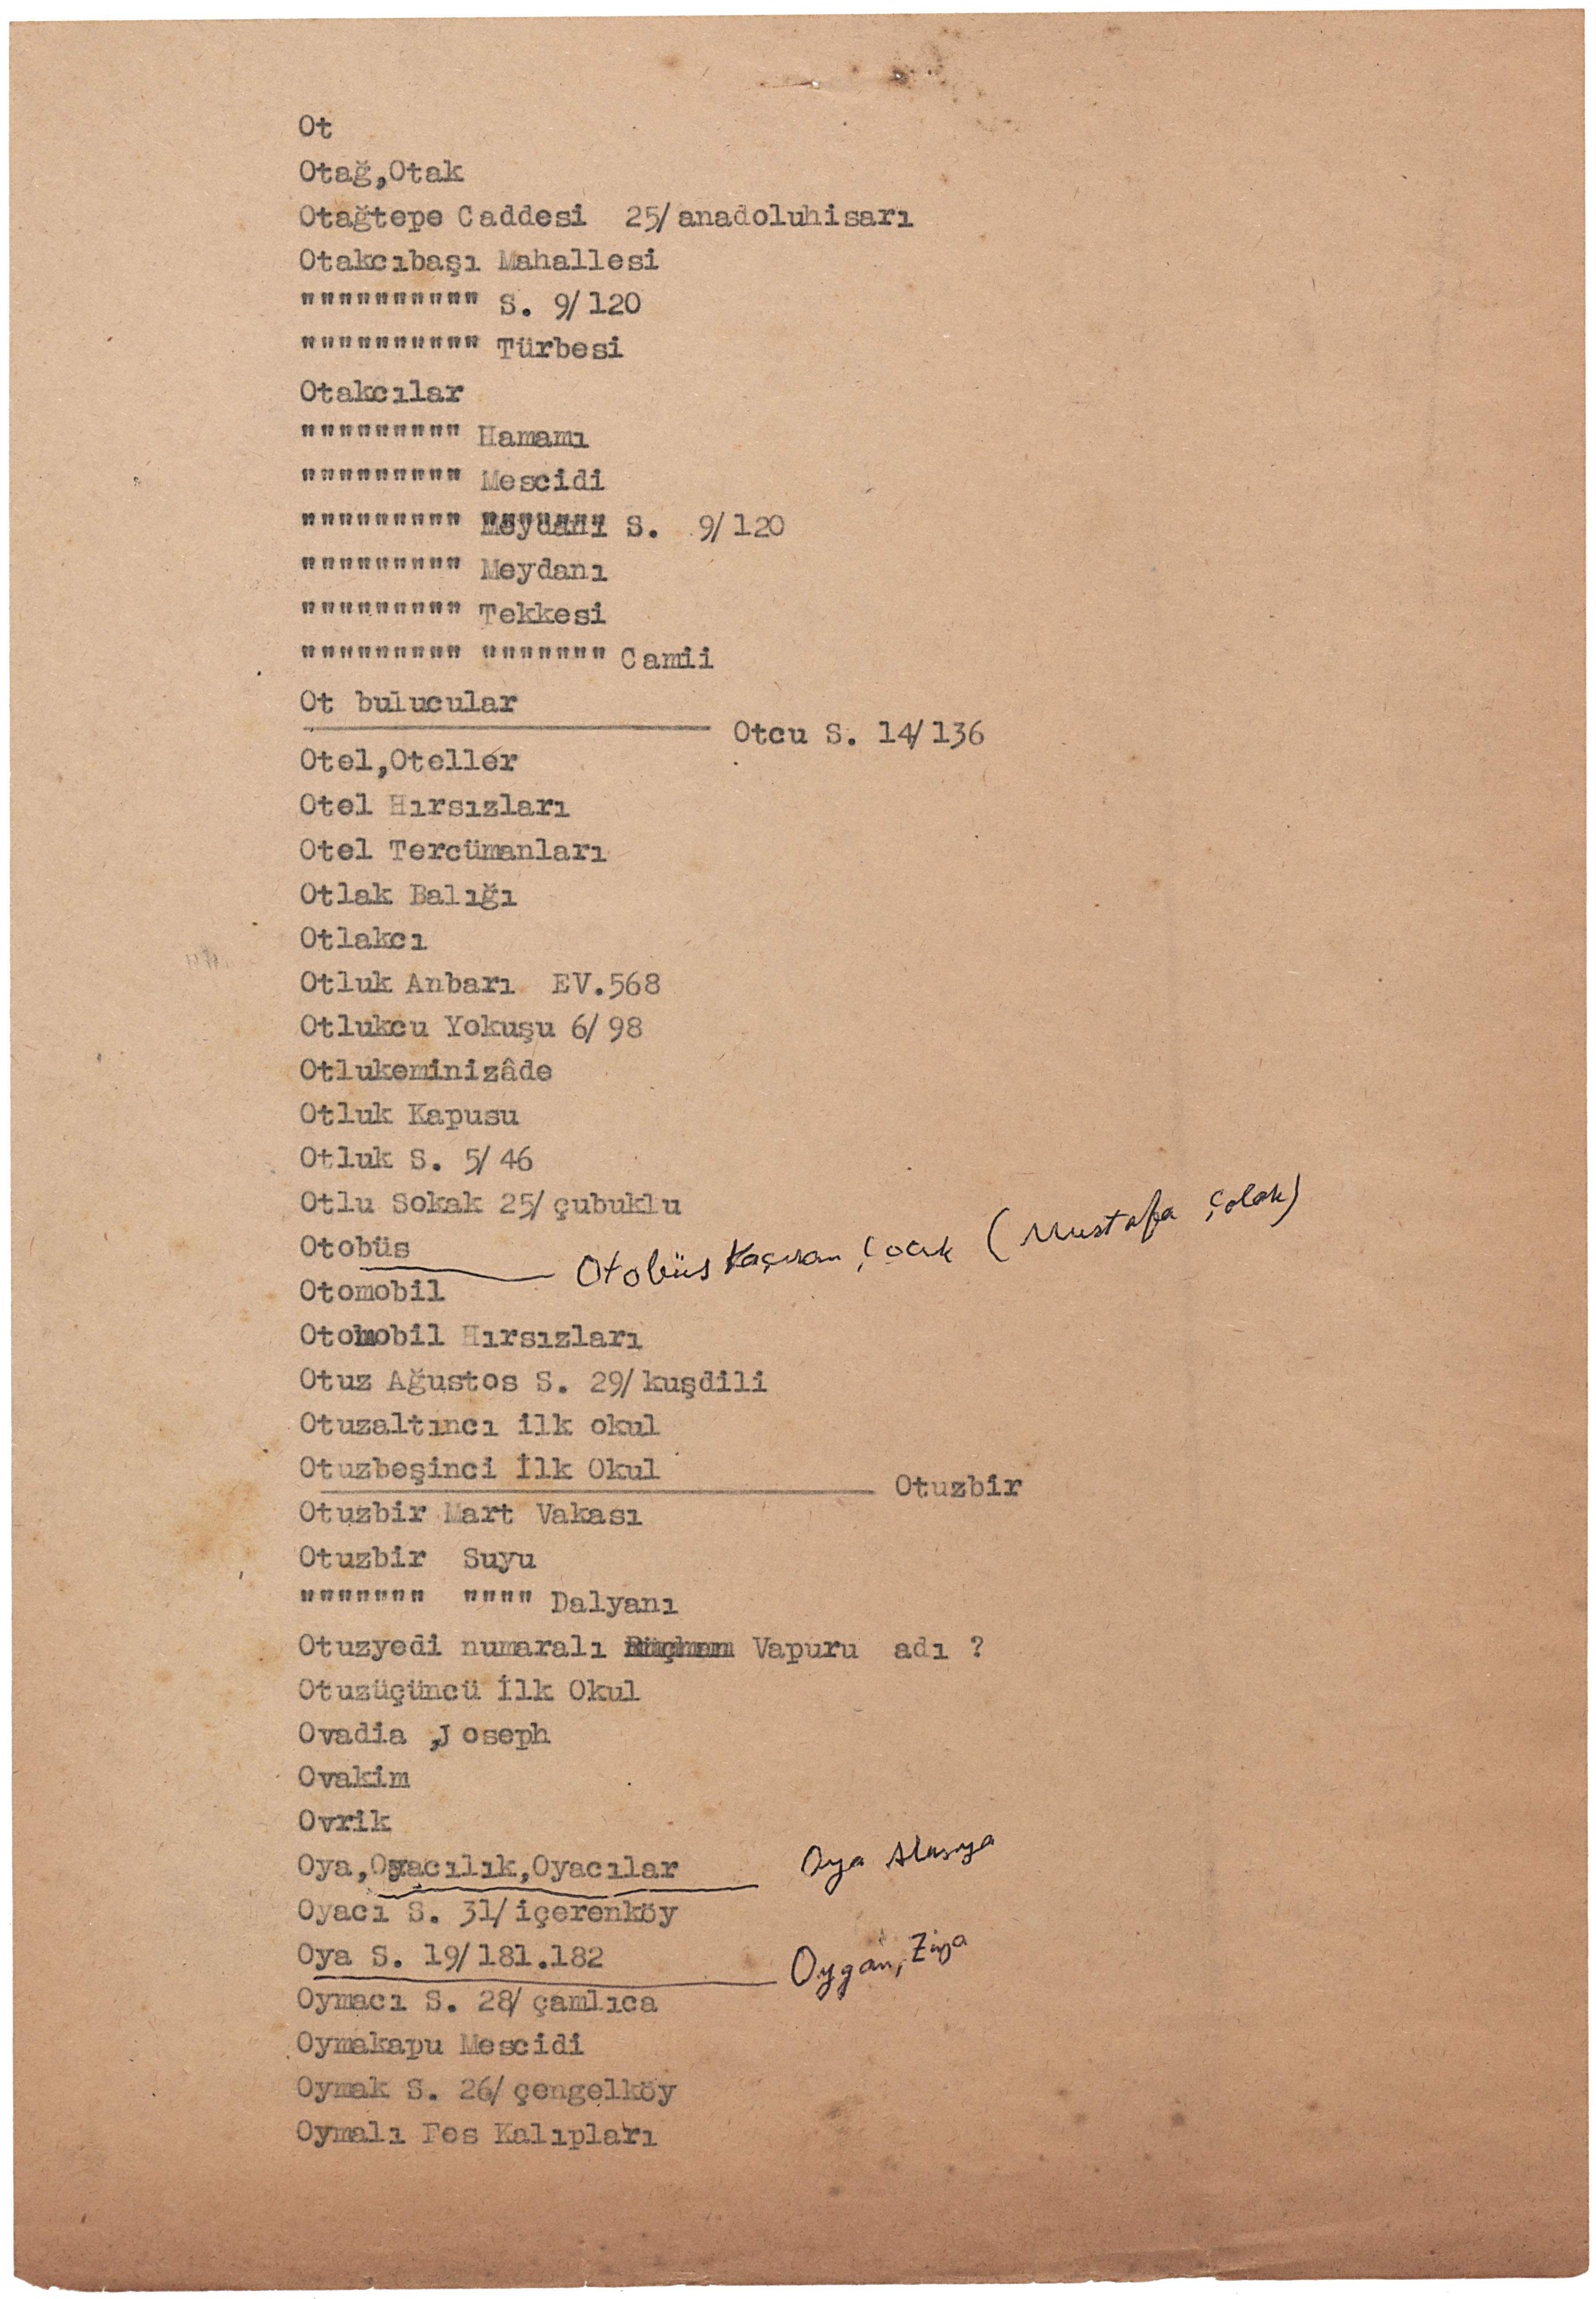 Ot
Otağ,Otak
Otağtepe Caddesi 25/anadoluhisarı
Otakcıbaşı Mahallesi
"""""""""" S. 9/120
"""""""""" Türbesi
Otakcılar
""""""""" Hamamı
""""""""" Mescidi
""""""""" """"""" S. 9/120
""""""""" Meydanı
""""""""" Tekkesi
""""""""" """"""" Camii
Ot bulucular
Otcu S. 14/136
Otel,Oteller
Otel Hırsızları
Otel Tercümanları
Otlak Balığı
Otlakcı
Otluk Anbarı EV.568
Otlukcu Yokuşu 6/98
Otlukeminizâde
Otluk Kapusu
Otluk S. 5/46
Otlu Sokak 25/çubuklu
Otobüs
Otobüs Kaçıran Çocuk (Mustafa Çolak)
Otomobil
Otomobil Hırsızları
Otuz Ağustos S. 29/kuşdili
Otuzaltıncı ilk okul
Otuzbeşinci İlk Okul
Otuzbir
Otuzbir Mart Vakası
Otuzbir Suyu
""""""" """" Dalyanı
Otuzyedi numaralı Vapuru adı ?
Otuzüçüncü İlk Okul
Ovadia ,Joseph
Ovakim
Ovrik
Oya,Oyacılık,Oyacılar
Oya Alasya
Oyacı S. 31/içerenköy
Oya S. 19/181.182
Oygan, Ziya
Oymacı S. 28/çamlıca
Oymakapu Mescidi
Oymak S. 26/çengelköy
Oymalı Fes Kalıpları